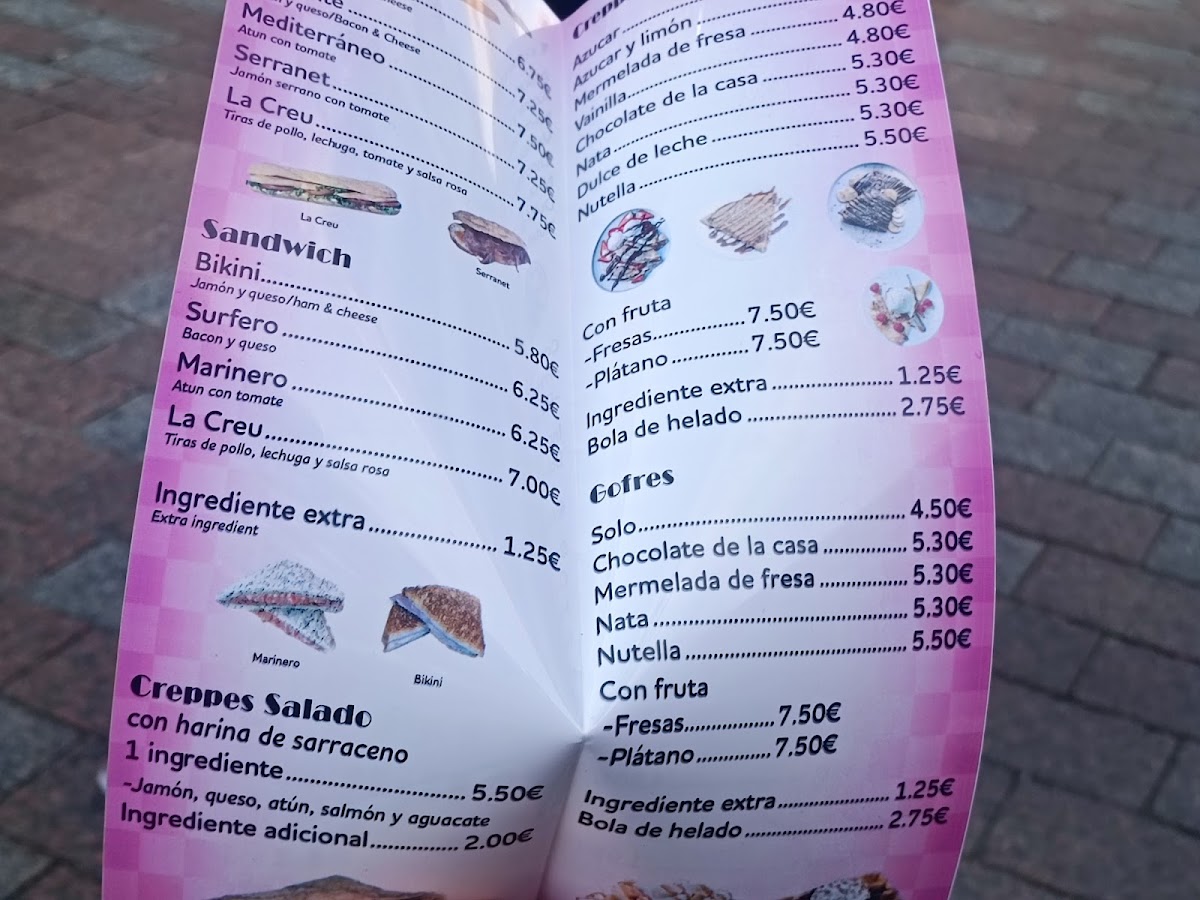 cheese
6.75€
y queso/Bacon & Cheese
7.25€
Mediterráneo ........ 7.50€
Atun con tomate
Serranet ........ 7.25€
Jamón serrano con tomate
La Creu ........ 7.75€
Tiras de pollo, lechuga, tomate y salsa rosa
La Creu
Serranet
Sandwich
Bikini ........ 5.80€
Jamón y queso/ham & cheese
Surfero ........ 6.25€
Bacon y queso
Marinero ........ 6.25€
Atun con tomate
La Creu ........ 7.00€
Tiras de pollo, lechuga y salsa rosa
Ingrediente extra ........ 1.25€
Extra ingredient
Marinero
Bikini
Creppes Salado
con harina de sarraceno
1 ingrediente ........ 5.50€
-Jamón, queso, atún, salmón y aguacate
Ingrediente adicional ........ 2.00€
Azucar ........
Azucar y limón ........
Mermelada de fresa ........ 4.80€
Vainilla ........ 4.80€
Chocolate de la casa ........ 5.30€
Nata ........ 5.30€
Dulce de leche ........ 5.30€
Nutella ........ 5.50€
Con fruta
-Fresas ........ 7.50€
-Plátano ........ 7.50€
Ingrediente extra ........ 1.25€
Bola de helado ........ 2.75€
Gofres
Solo ........ 4.50€
Chocolate de la casa ........ 5.30€
Mermelada de fresa ........ 5.30€
Nata ........ 5.30€
Nutella ........ 5.50€
Con fruta
-Fresas ........ 7.50€
-Plátano ........ 7.50€
Ingrediente extra ........ 1.25€
Bola de helado ........ 2.75€